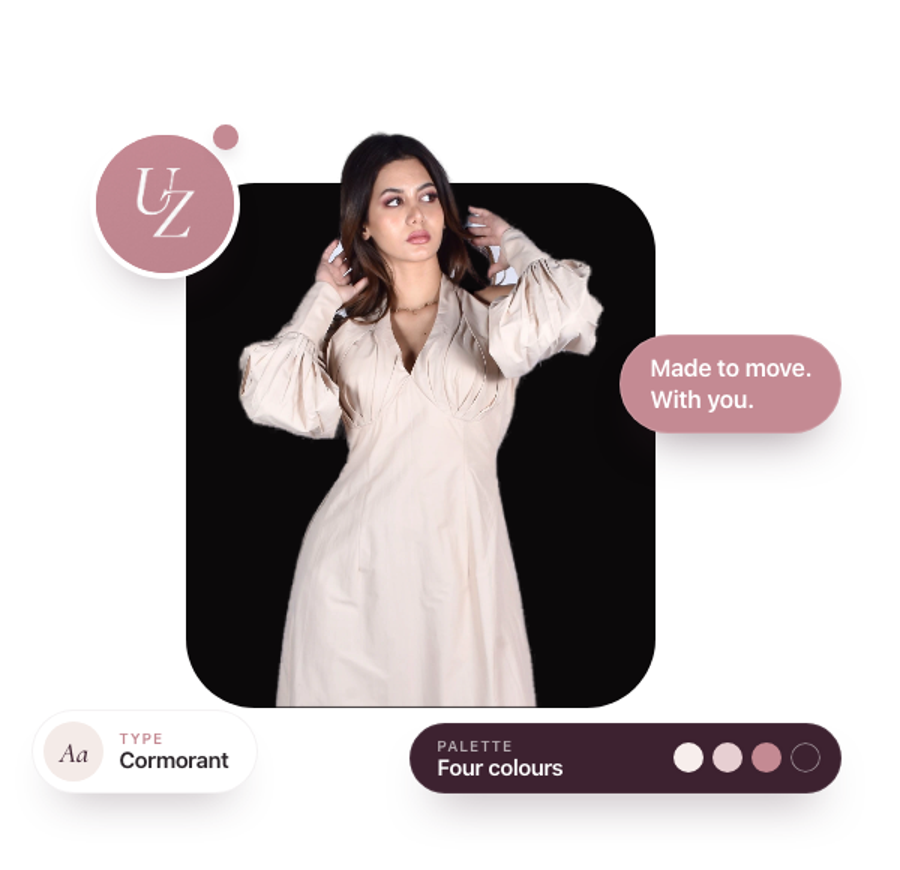 UZ
Made to move.
With you.
Aa
TYPE
Cormorant
PALETTE
Four colours